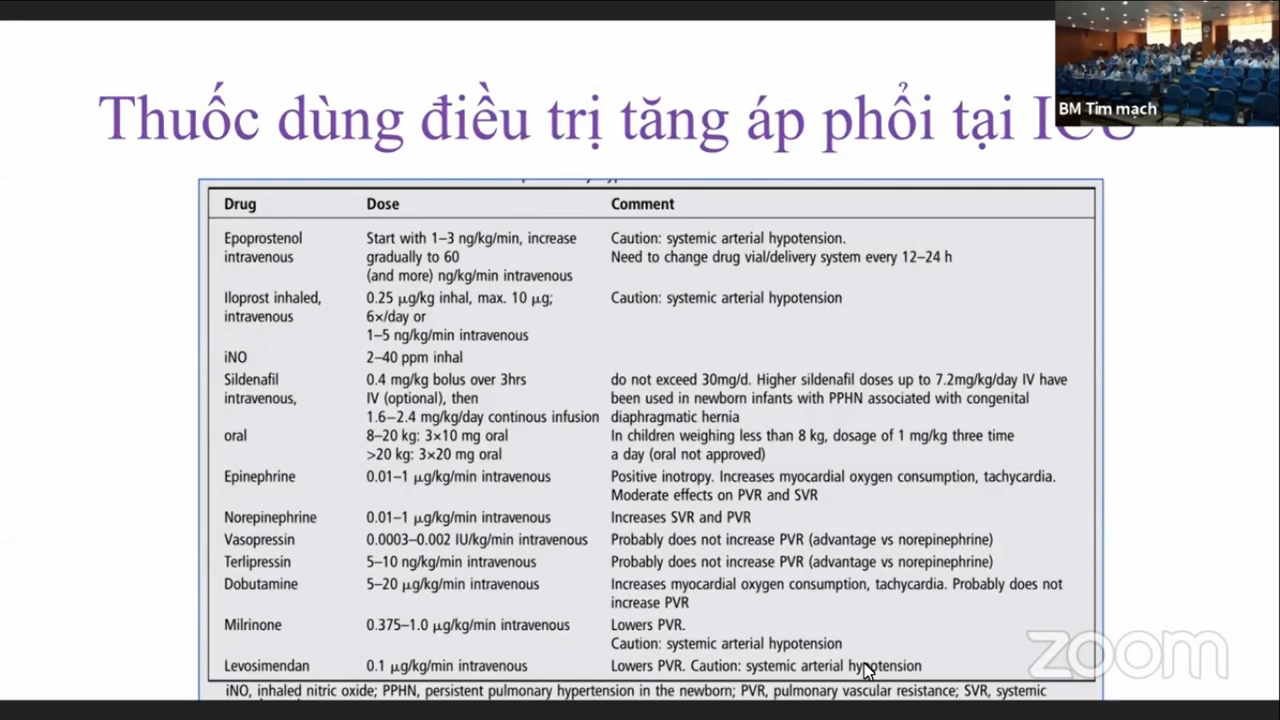 BM Tim mạch
Thuốc dùng điều trị tăng áp phổi tại ICU
Drug Dose Comment
Epoprostenol Start with 1–3 ng/kg/min, increase Caution: systemic arterial hypotension.
intravenous gradually to 60 Need to change drug vial/delivery system every 12–24 h
(and more) ng/kg/min intravenous
Iloprost inhaled, 0.25 µg/kg inhal, max. 10 µg; Caution: systemic arterial hypotension
intravenous 6×/day or
1–5 ng/kg/min intravenous
iNO 2–40 ppm inhal
Sildenafil 0.4 mg/kg bolus over 3hrs do not exceed 30mg/d. Higher sildenafil doses up to 7.2mg/kg/day IV have
intravenous, IV (optional), then been used in newborn infants with PPHN associated with congenital
1.6–2.4 mg/kg/day continous infusion diaphragmatic hernia
oral 8–20 kg: 3×10 mg oral In children weighing less than 8 kg, dosage of 1 mg/kg three time
>20 kg: 3×20 mg oral a day (oral not approved)
Epinephrine 0.01–1 µg/kg/min intravenous Positive inotropy. Increases myocardial oxygen consumption, tachycardia.
Moderate effects on PVR and SVR
Norepinephrine 0.01–1 µg/kg/min intravenous Increases SVR and PVR
Vasopressin 0.0003–0.002 IU/kg/min intravenous Probably does not increase PVR (advantage vs norepinephrine)
Terlipressin 5–10 ng/kg/min intravenous Probably does not increase PVR (advantage vs norepinephrine)
Dobutamine 5–20 µg/kg/min intravenous Increases myocardial oxygen consumption, tachycardia. Probably does not
increase PVR
Milrinone 0.375–1.0 µg/kg/min intravenous Lowers PVR.
Caution: systemic arterial hypotension
Levosimendan 0.1 µg/kg/min intravenous Lowers PVR. Caution: systemic arterial hypotension
zoom
iNO, inhaled nitric oxide; PPHN, persistent pulmonary hypertension in the newborn; PVR, pulmonary vascular resistance; SVR, systemic